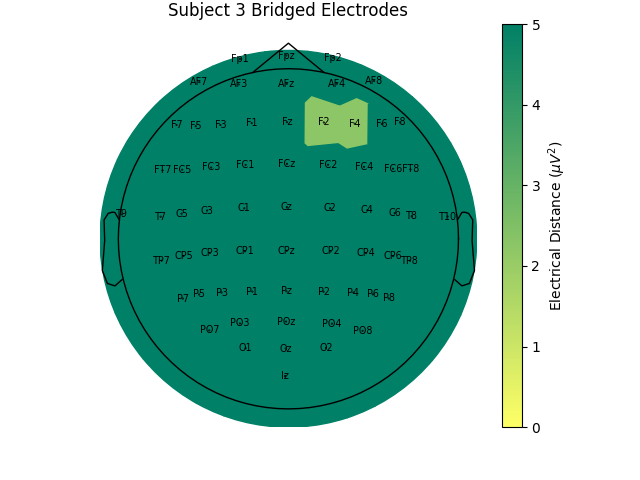 Subject 3 Bridged Electrodes
Fp1 Fpz Fp2
AF7 AF3 AFz AF4 AF8
F7 F5 F3 F1 Fz F2 F4 F6 F8
FT7 FC5 FC3 FC1 FCz FC2 FC4 FC6 FT8
T9 T7 C5 C3 C1 Cz C2 C4 C6 T8 T10
TP7 CP5 CP3 CP1 CPz CP2 CP4 CP6 TP8
P7 P5 P3 P1 Pz P2 P4 P6 P8
PO7 PO3 POz PO4 PO8
O1 Oz O2
Iz
5
4
3
2
1
0
Electrical Distance (μV²)